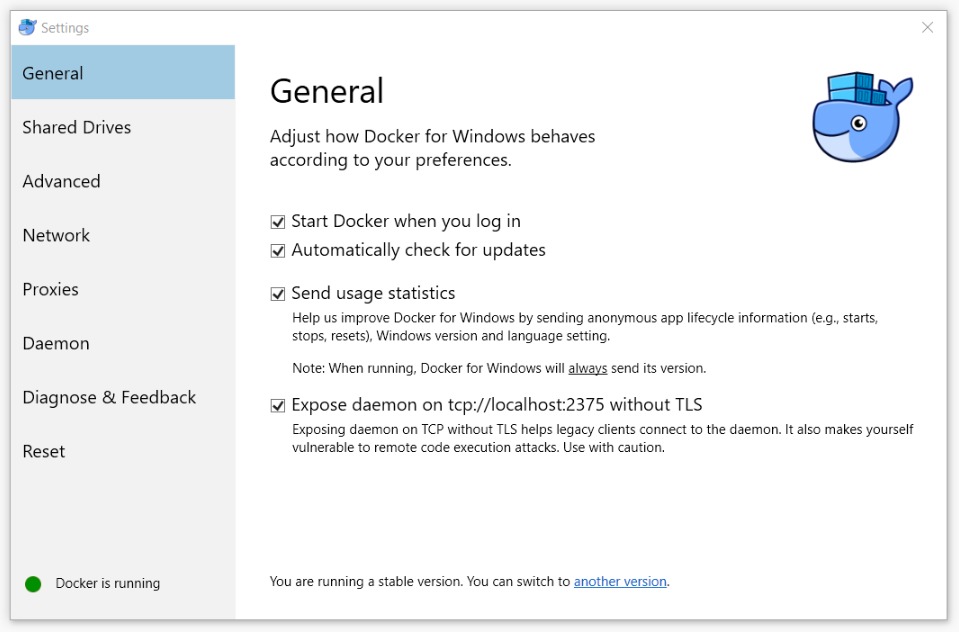 Settings
General
Shared Drives
Advanced
Network
Proxies
Daemon
Diagnose & Feedback
Reset
Docker is running
General
Adjust how Docker for Windows behaves
according to your preferences.
Start Docker when you log in
Automatically check for updates
Send usage statistics
Help us improve Docker for Windows by sending anonymous app lifecycle information (e.g., starts,
stops, resets), Windows version and language setting.
Note: When running, Docker for Windows will always send its version.
Expose daemon on tcp://localhost:2375 without TLS
Exposing daemon on TCP without TLS helps legacy clients connect to the daemon. It also makes yourself
vulnerable to remote code execution attacks. Use with caution.
You are running a stable version. You can switch to another version.